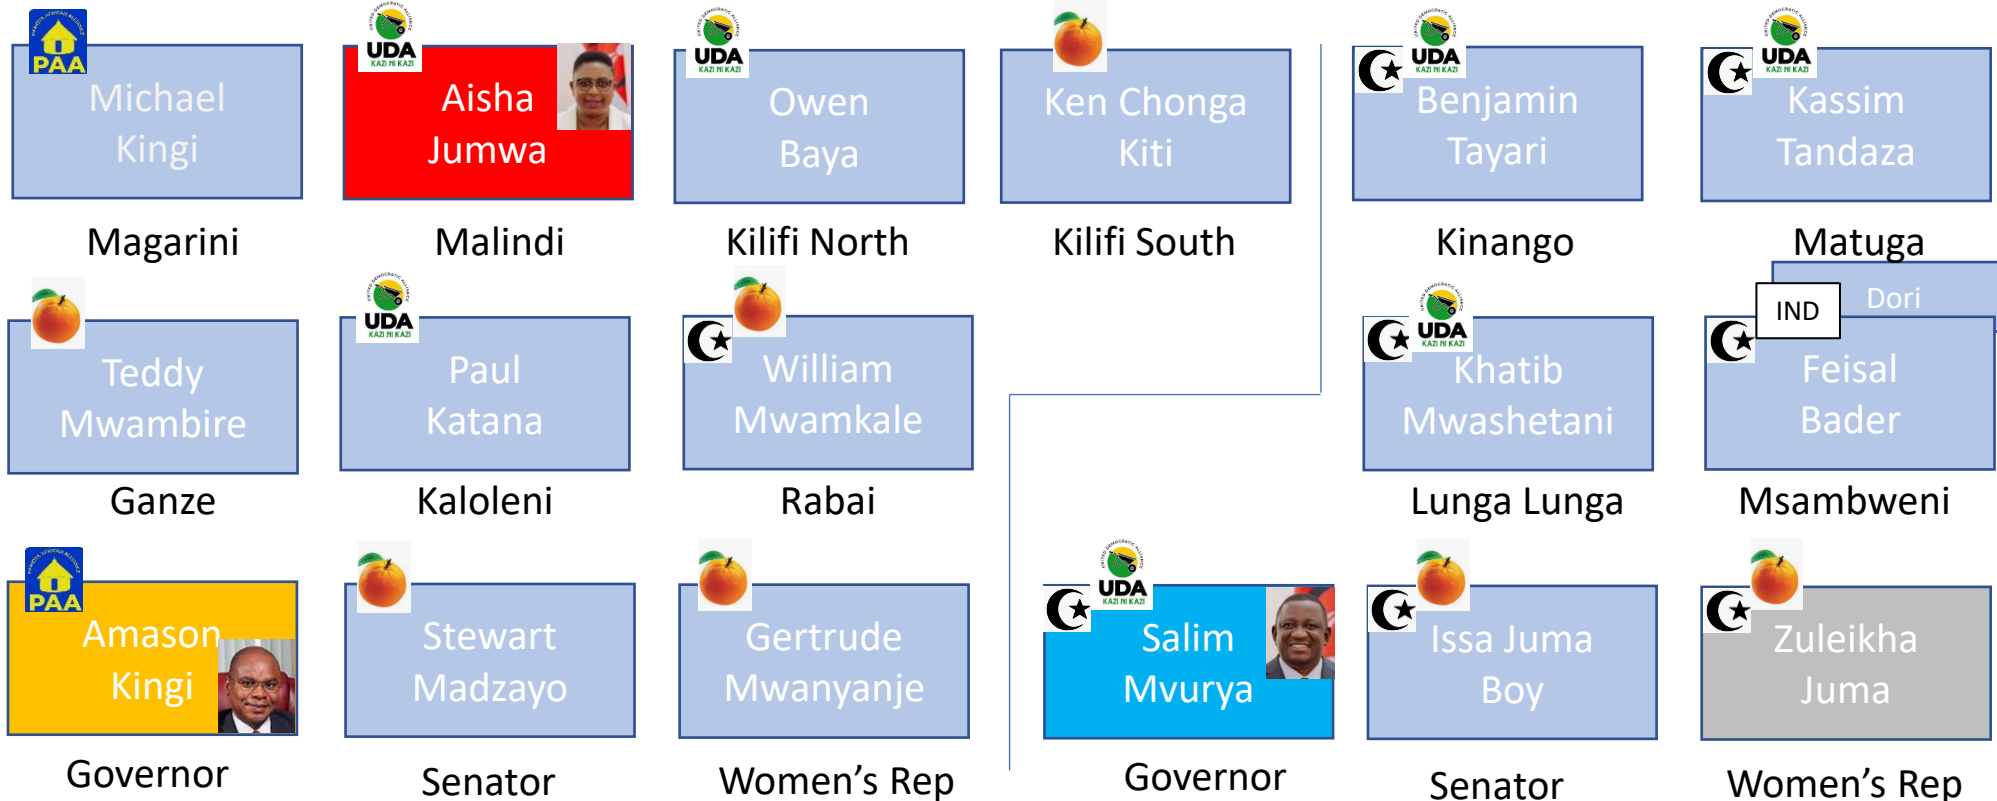 PAA
Michael
Kingi
Magarini
UDA
KAZI NI KAZI
Aisha
Jumwa
Malindi
UDA
KAZI NI KAZI
Owen
Baya
Kilifi North
Ken Chonga
Kiti
Kilifi South
UDA
KAZI NI KAZI
Benjamin
Tayari
Kinango
UDA
KAZI NI KAZI
Kassim
Tandaza
Matuga
Teddy
Mwambire
Ganze
UDA
KAZI NI KAZI
Paul
Katana
Kaloleni
William
Mwamkale
Rabai
UDA
KAZI NI KAZI
Khatib
Mwashetani
Lunga Lunga
Dori
IND
Feisal
Bader
Msambweni
PAA
Amason
Kingi
Governor
Stewart
Madzayo
Senator
Gertrude
Mwanyanje
Women's Rep
UDA
KAZI NI KAZI
Salim
Mvurya
Governor
Issa Juma
Boy
Senator
Zuleikha
Juma
Women's Rep